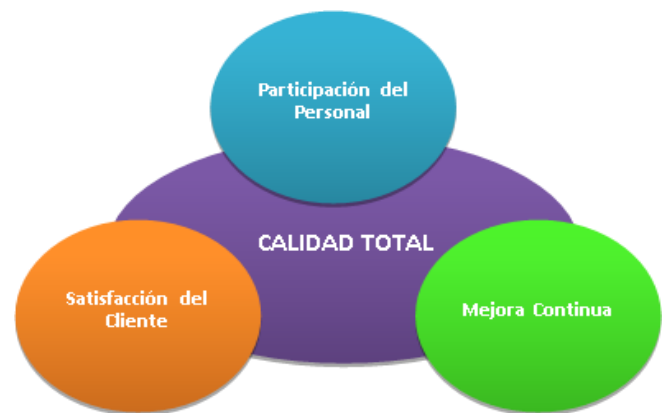 Participación del
Personal
CALIDAD TOTAL
Satisfacción del
Cliente
Mejora Continua